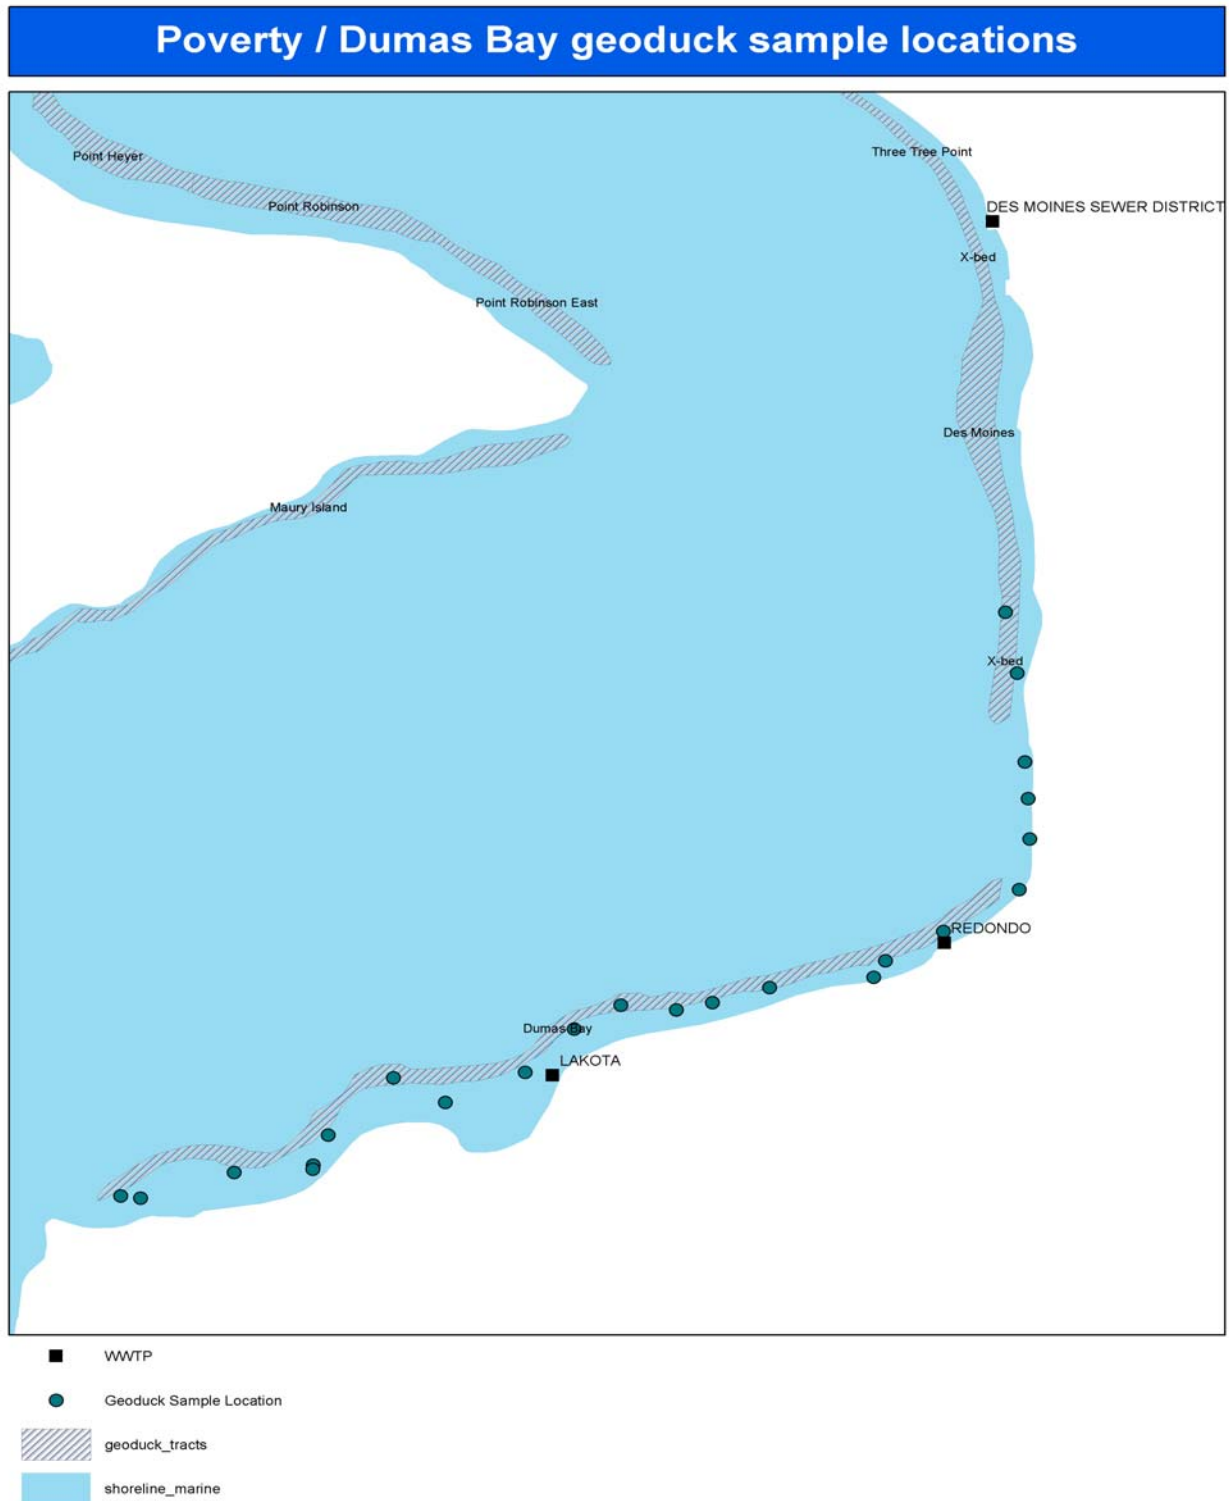 Poverty / Dumas Bay geoduck sample locations
Three Tree Point
Point Heyer
Point Robinson
DES MOINES SEWER DISTRICT
X-bed
Point Robinson East
Des Moines
Maury Island
X-bed
REDONDO
Dumas Bay
LAKOTA
WWTP
Geoduck Sample Location
geoduck_tracts
shoreline_marine